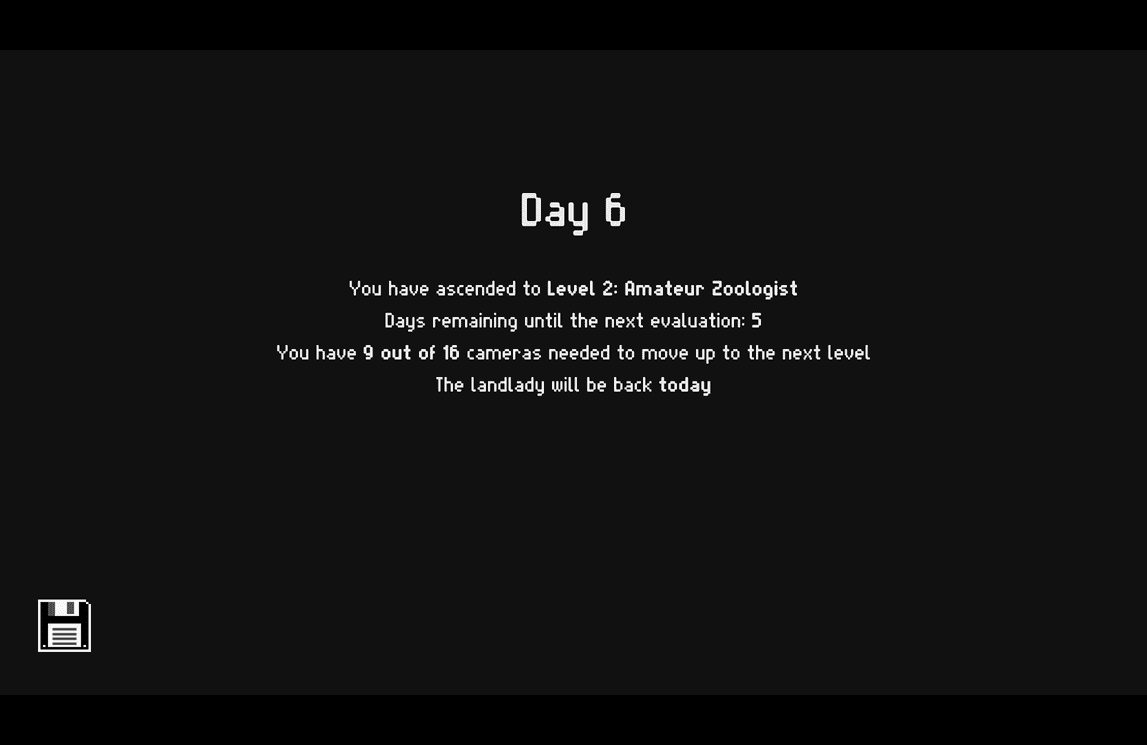 Day 6
You have ascended to Level 2: Amateur Zoologist
Days remaining until the next evaluation: 5
You have 9 out of 16 cameras needed to move up to the next level
The landlady will be back today